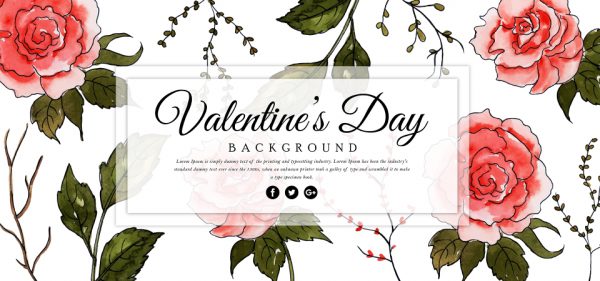 Valentine's Day
BACKGROUND
Lorem Ipsum is simply dummy text of the printing and typesetting industry. Lorem Ipsum has been the industry's
standard dummy text ever since the 1500s, when an unknown printer took a galley of type and scrambled it to make
a type specimen book.
f
G+